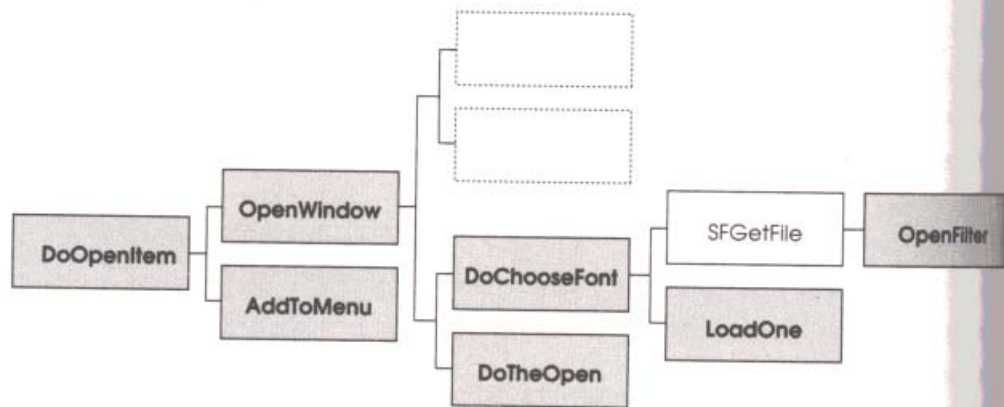 DoOpenItem
OpenWindow
AddToMenu
DoChooseFont
DoTheOpen
SFGetFile
LoadOne
OpenFilter